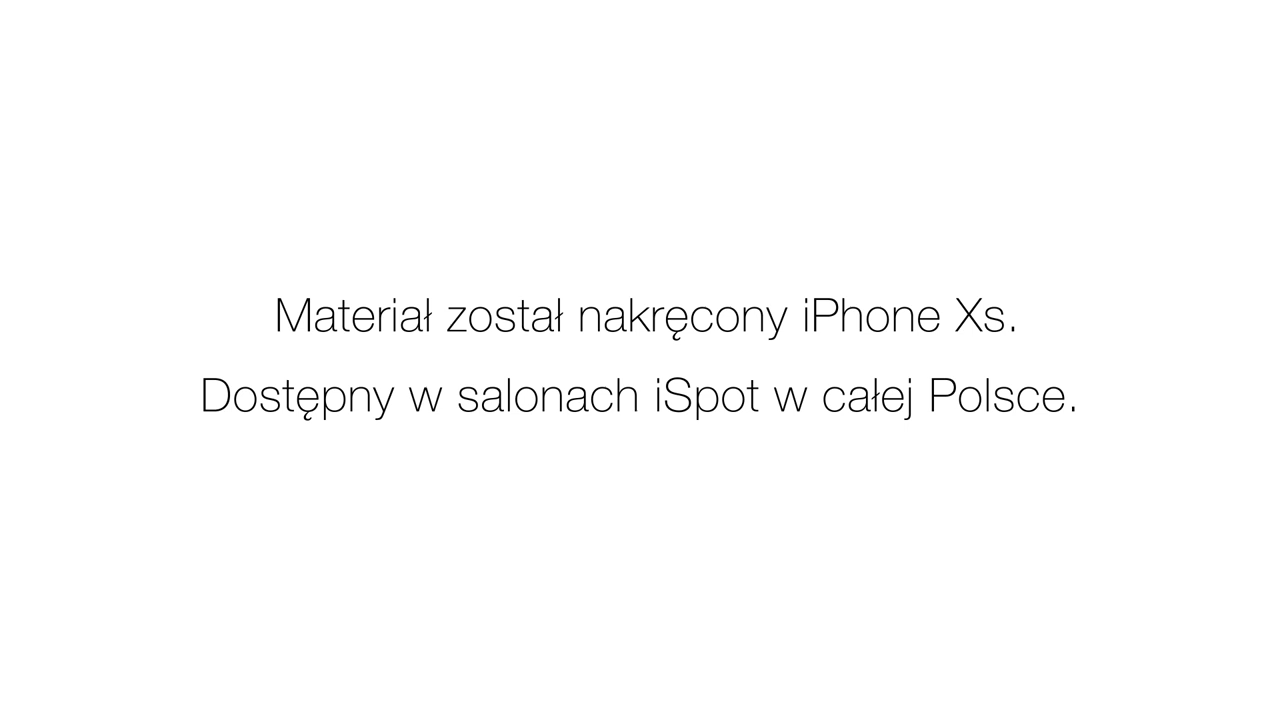 Materiał został nakręcony iPhone Xs.
Dostępny w salonach iSpot w całej Polsce.